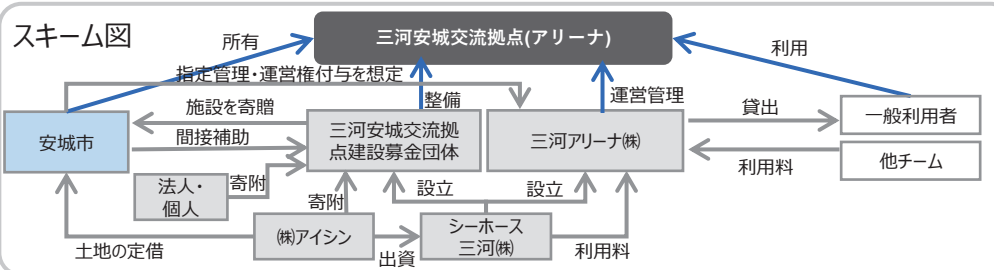 スキーム図
三河安城交流拠点(アリーナ)
所有
利用
指定管理・運営権付与を想定
施設を寄贈
整備
運営管理
貸出
一般利用者
安城市
間接補助
三河安城交流拠
点建設募金団体
三河アリーナ㈱
利用料
他チーム
法人・
個人
寄附
寄附
設立
設立
土地の定借
㈱アイシン
出資
シーホース
三河㈱
利用料